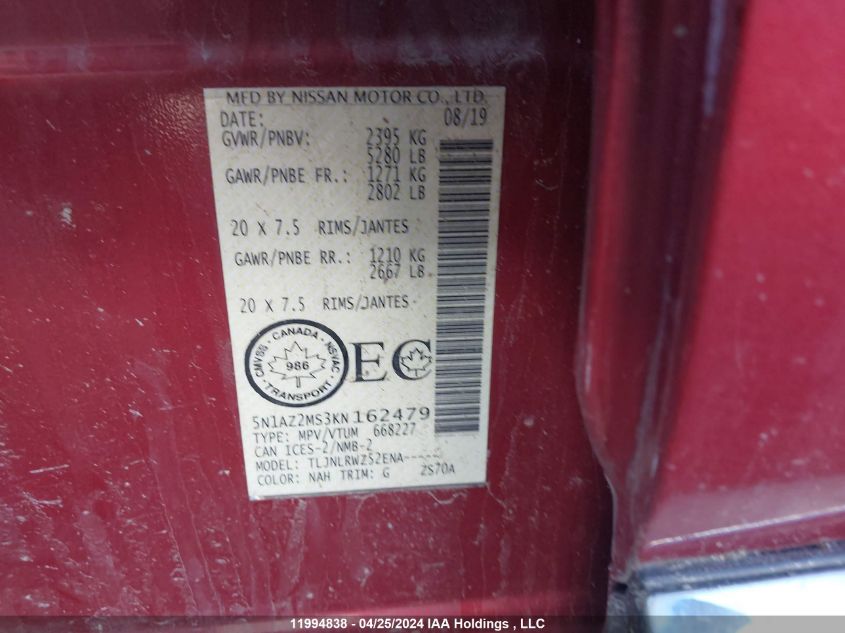 MFD BY NISSAN MOTOR CO., LTD.
DATE: 08/19
GVWR/PNBV: 2395 KG
5280 LB
GAWR/PNBE FR.: 1271 KG
2802 LB
20 X 7.5 RIMS/JANTES
GAWR/PNBE RR.: 1210 KG
2667 LB
20 X 7.5 RIMS/JANTES
CMVSS - CANADA - NSVAC
986
TRANSPORT
EC
5N1AZ2MS3KN162479
TYPE: MPV/VTUM 668227
CAN ICES-2/NMB-2
MODEL: TLJNLRWZ52ENA-----
COLOR: NAH TRIM: G 2S70A
11994838 - 04/25/2024 IAA Holdings , LLC